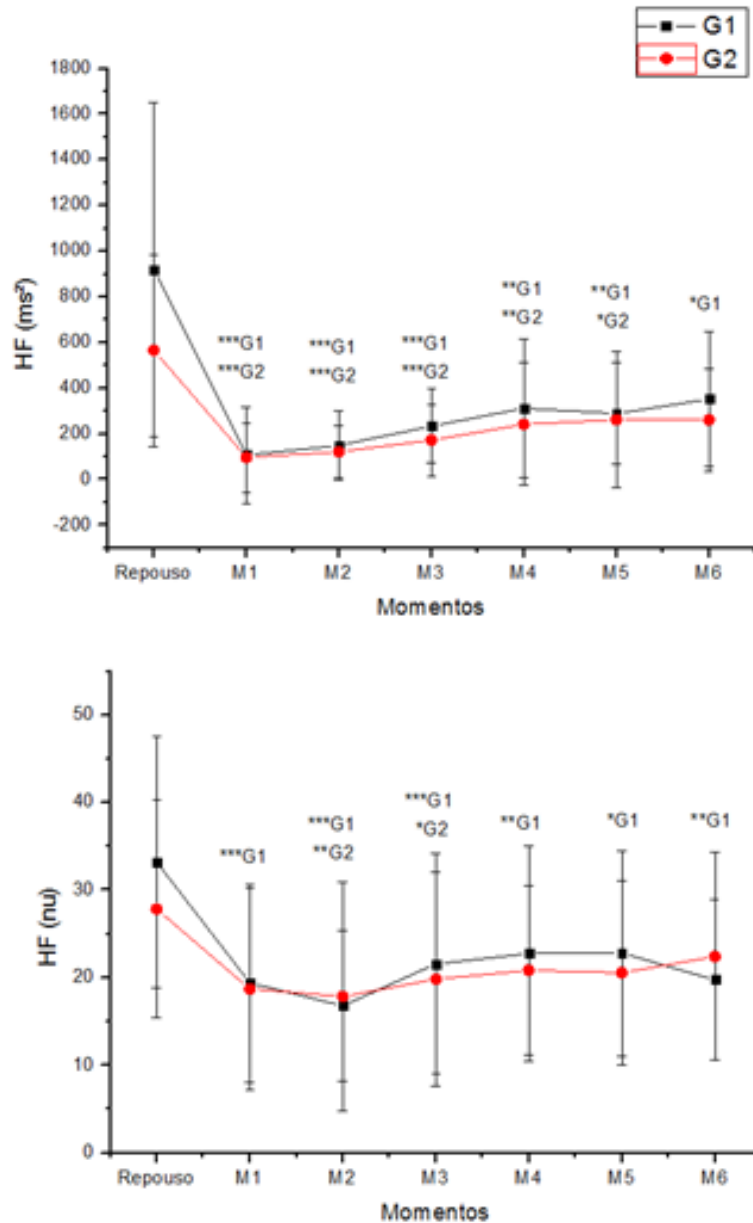 G1
G2
1800
1600
1400
1200
1000
800
600
400
200
0
-200
HF (ms²)
***G1
***G2
***G1
***G2
***G1
***G2
**G1
**G2
**G1
*G2
*G1
Repouso M1 M2 M3 M4 M5 M6
Momentos
50
40
30
20
10
0
HF (nu)
***G1
***G1
**G2
***G1
*G2
**G1
*G1
**G1
Repouso M1 M2 M3 M4 M5 M6
Momentos